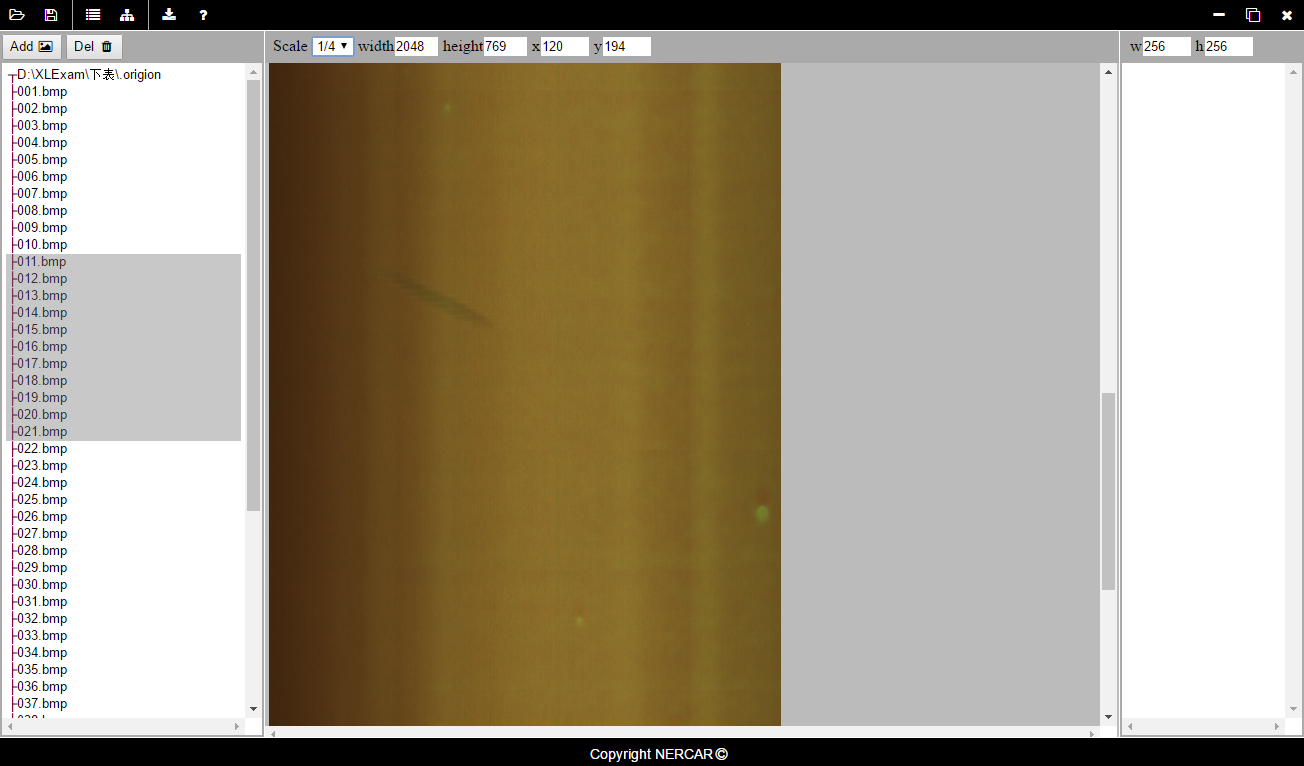 ?
Add Del Scale 1/4 width 2048 height 769 x 120 y 194 w 256 h 256
D:\XLExam\下表\.origion
001.bmp
002.bmp
003.bmp
004.bmp
005.bmp
006.bmp
007.bmp
008.bmp
009.bmp
010.bmp
011.bmp
012.bmp
013.bmp
014.bmp
015.bmp
016.bmp
017.bmp
018.bmp
019.bmp
020.bmp
021.bmp
022.bmp
023.bmp
024.bmp
025.bmp
026.bmp
027.bmp
028.bmp
029.bmp
030.bmp
031.bmp
032.bmp
033.bmp
034.bmp
035.bmp
036.bmp
037.bmp
Copyright NERCAR©